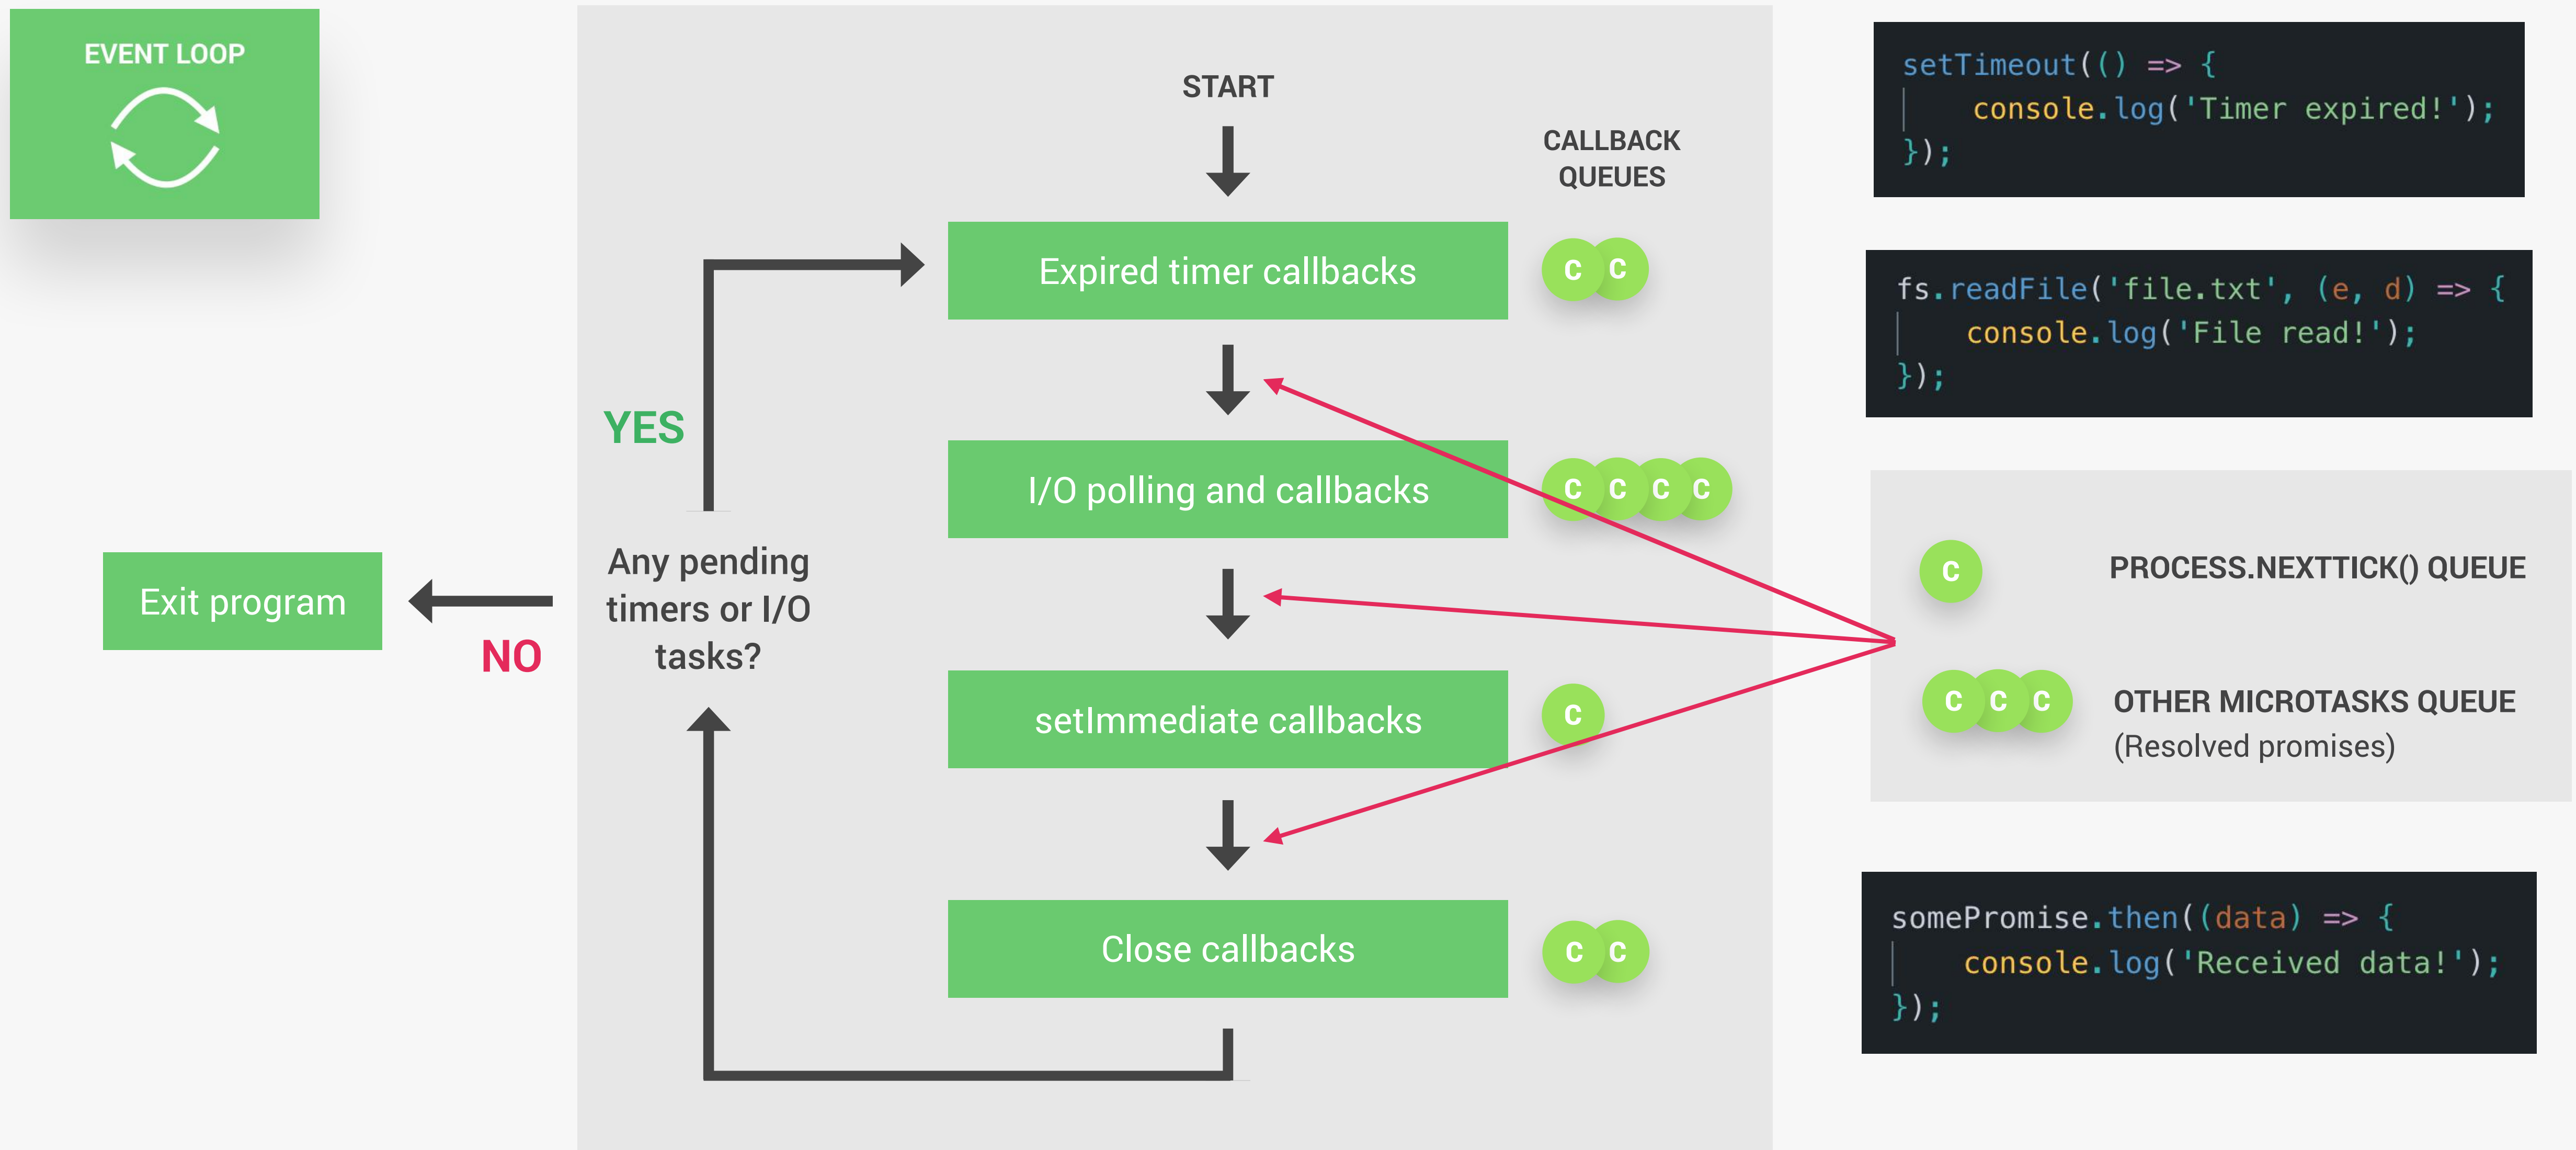 EVENT LOOP
START
CALLBACK
QUEUES
Expired timer callbacks
C C
YES
I/O polling and callbacks
C C C C
Any pending
timers or I/O
tasks?
Exit program
NO
setImmediate callbacks
C
Close callbacks
C C
setTimeout(() => {
console.log('Timer expired!');
});
fs.readFile('file.txt', (e, d) => {
console.log('File read!');
});
C
PROCESS.NEXTTICK() QUEUE
C C C
OTHER MICROTASKS QUEUE
(Resolved promises)
somePromise.then((data) => {
console.log('Received data!');
});